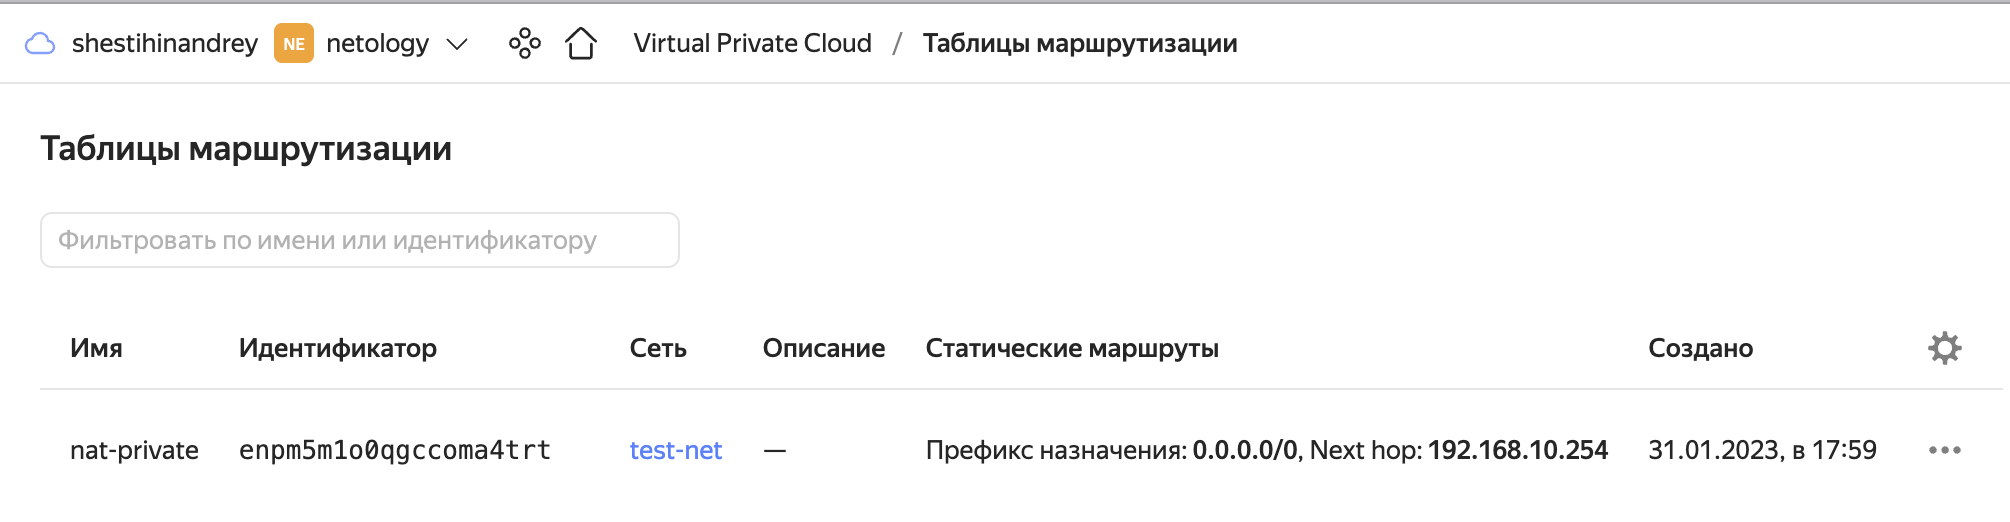 shestihinandrey NE netology Virtual Private Cloud / Таблицы маршрутизации
Таблицы маршрутизации
Фильтровать по имени или идентификатору
Имя Идентификатор Сеть Описание Статические маршруты Создано
nat-private enpm5m1o0qgccoma4trt test-net — Префикс назначения: 0.0.0.0/0, Next hop: 192.168.10.254 31.01.2023, в 17:59